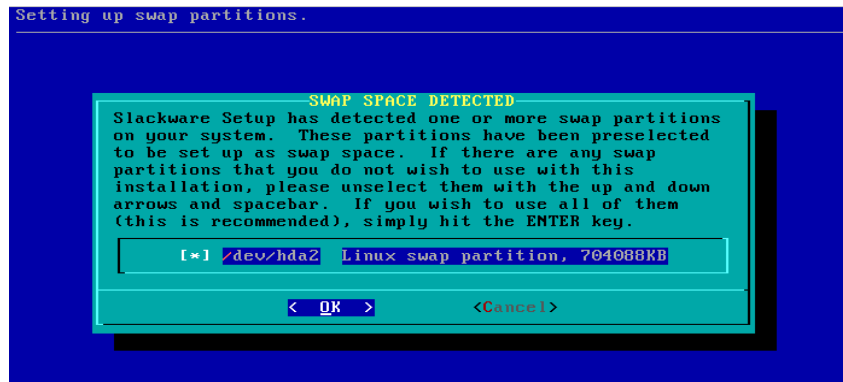 Setting up swap partitions.
SWAP SPACE DETECTED
Slackware Setup has detected one or more swap partitions
on your system.  These partitions have been preselected
to be set up as swap space.  If there are any swap
partitions that you do not wish to use with this
installation, please unselect them with the up and down
arrows and spacebar.  If you wish to use all of them
(this is recommended), simply hit the ENTER key.
[*] /dev/hda2  Linux swap partition, 704088KB
<  OK  > <Cancel>